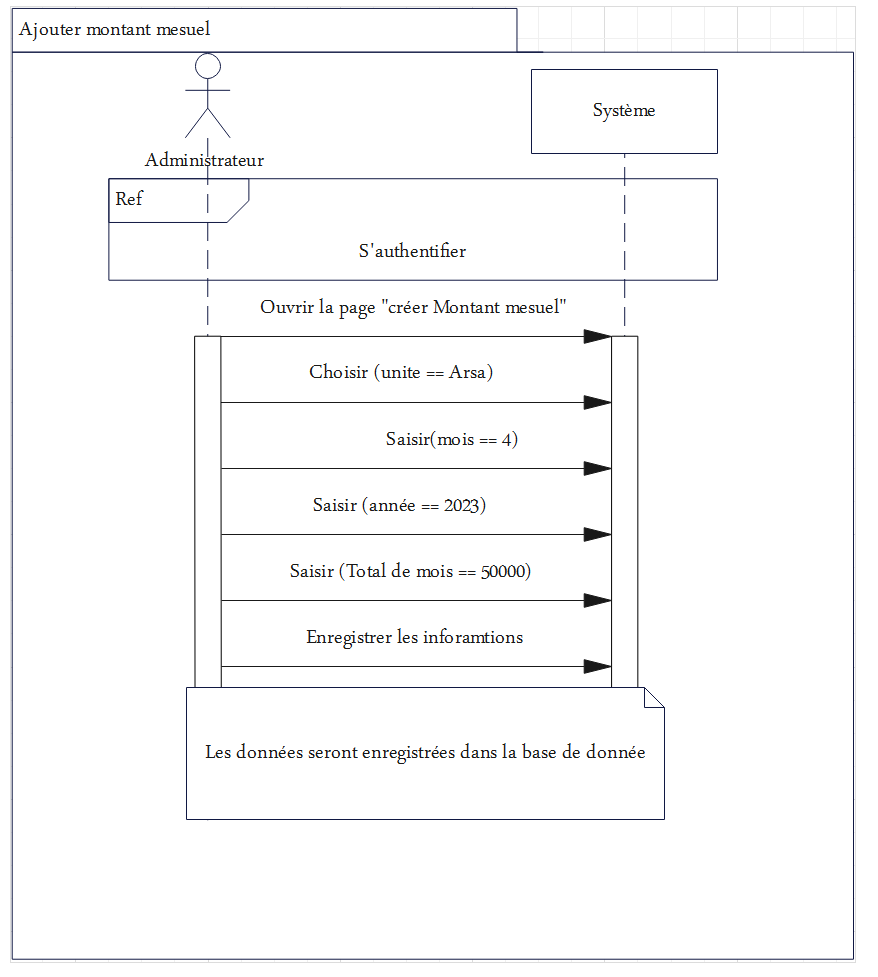 Ajouter montant mesuel
Système
Administrateur
Ref
S'authentifier
Ouvrir la page "créer Montant mesuel"
Choisir (unite == Arsa)
Saisir(mois == 4)
Saisir (année == 2023)
Saisir (Total de mois == 50000)
Enregistrer les inforamtions
Les données seront enregistrées dans la base de donnée